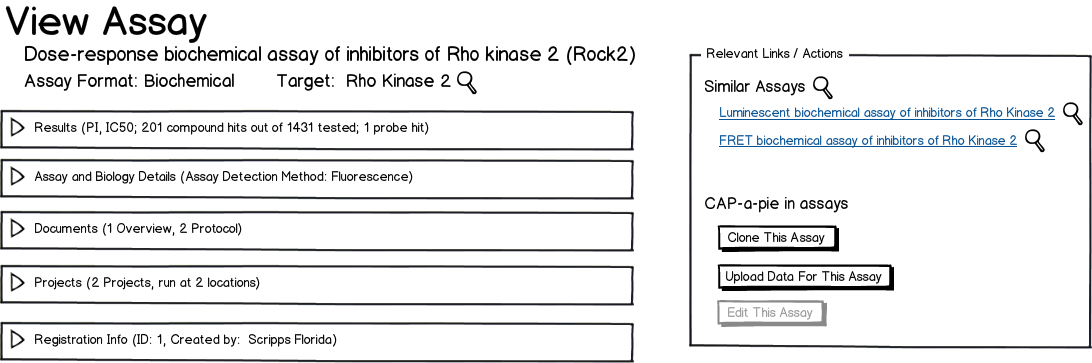 View Assay
Dose-response biochemical assay of inhibitors of Rho kinase 2 (Rock2)
Assay Format: Biochemical Target: Rho Kinase 2
Results (PI, IC50; 201 compound hits out of 1431 tested; 1 probe hit)
Assay and Biology Details (Assay Detection Method: Fluorescence)
Documents (1 Overview, 2 Protocol)
Projects (2 Projects, run at 2 locations)
Registration Info (ID: 1, Created by: Scripps Florida)
Relevant Links / Actions
Similar Assays
Luminescent biochemical assay of inhibitors of Rho Kinase 2
FRET biochemical assay of inhibitors of Rho Kinase 2
CAP-a-pie in assays
Clone This Assay
Upload Data For This Assay
Edit This Assay